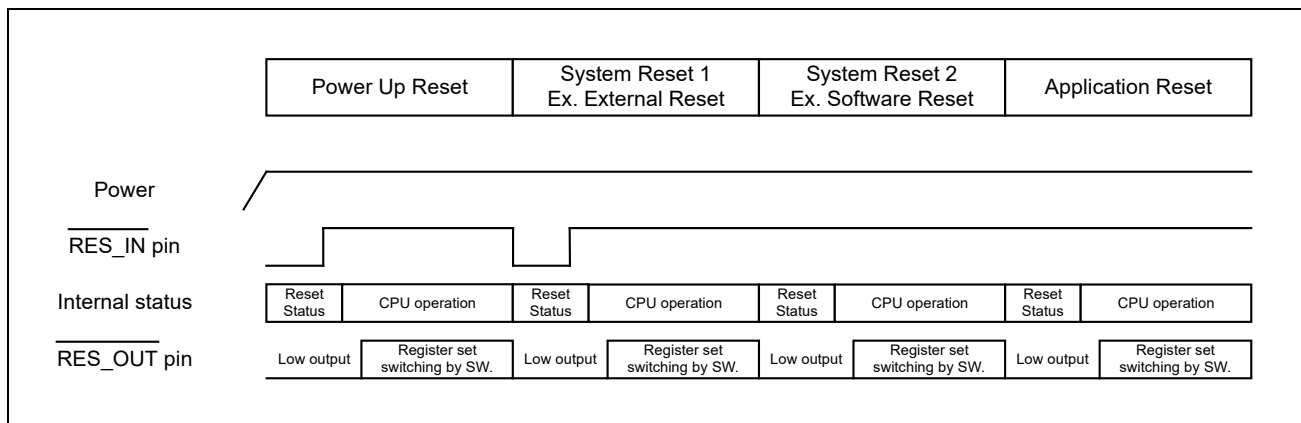 Power Up Reset
System Reset 1
Ex. External Reset
System Reset 2
Ex. Software Reset
Application Reset
Power
RES_IN pin
Internal status
Reset
Status
CPU operation
Reset
Status
CPU operation
Reset
Status
CPU operation
Reset
Status
CPU operation
RES_OUT pin
Low output
Register set
switching by SW.
Low output
Register set
switching by SW.
Low output
Register set
switching by SW.
Low output
Register set
switching by SW.